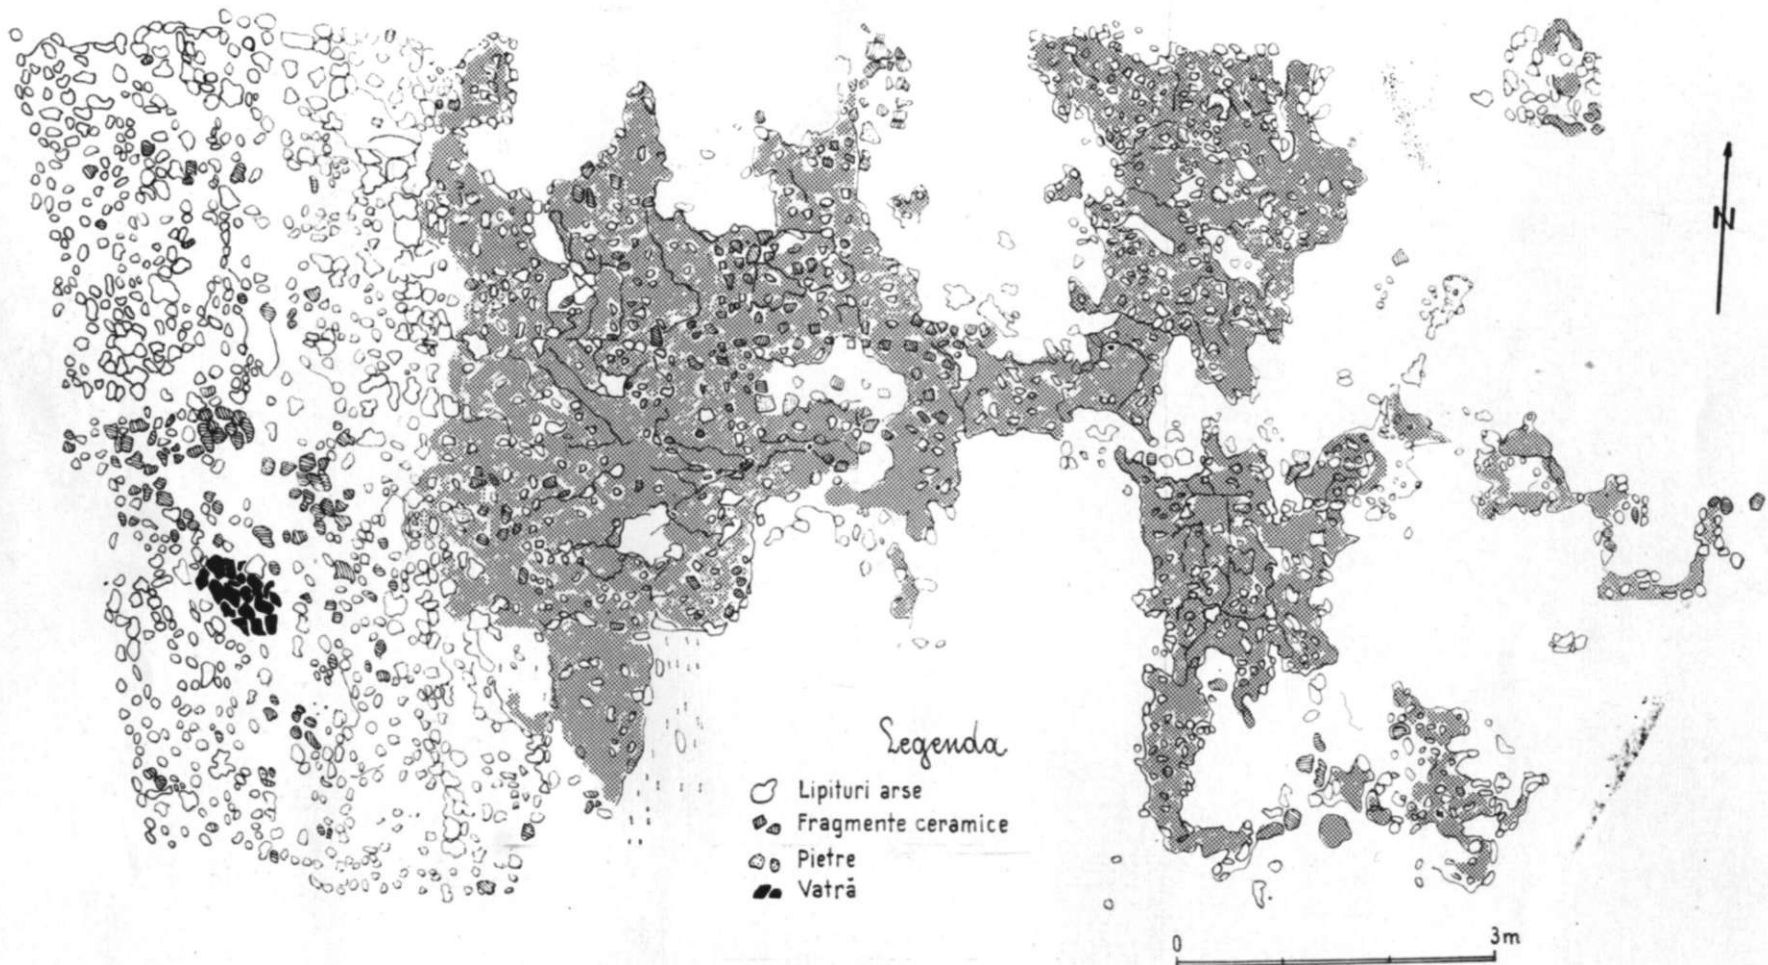 N
Legenda
Lipituri arse
Fragmente ceramice
Pietre
Vatră
0 3m